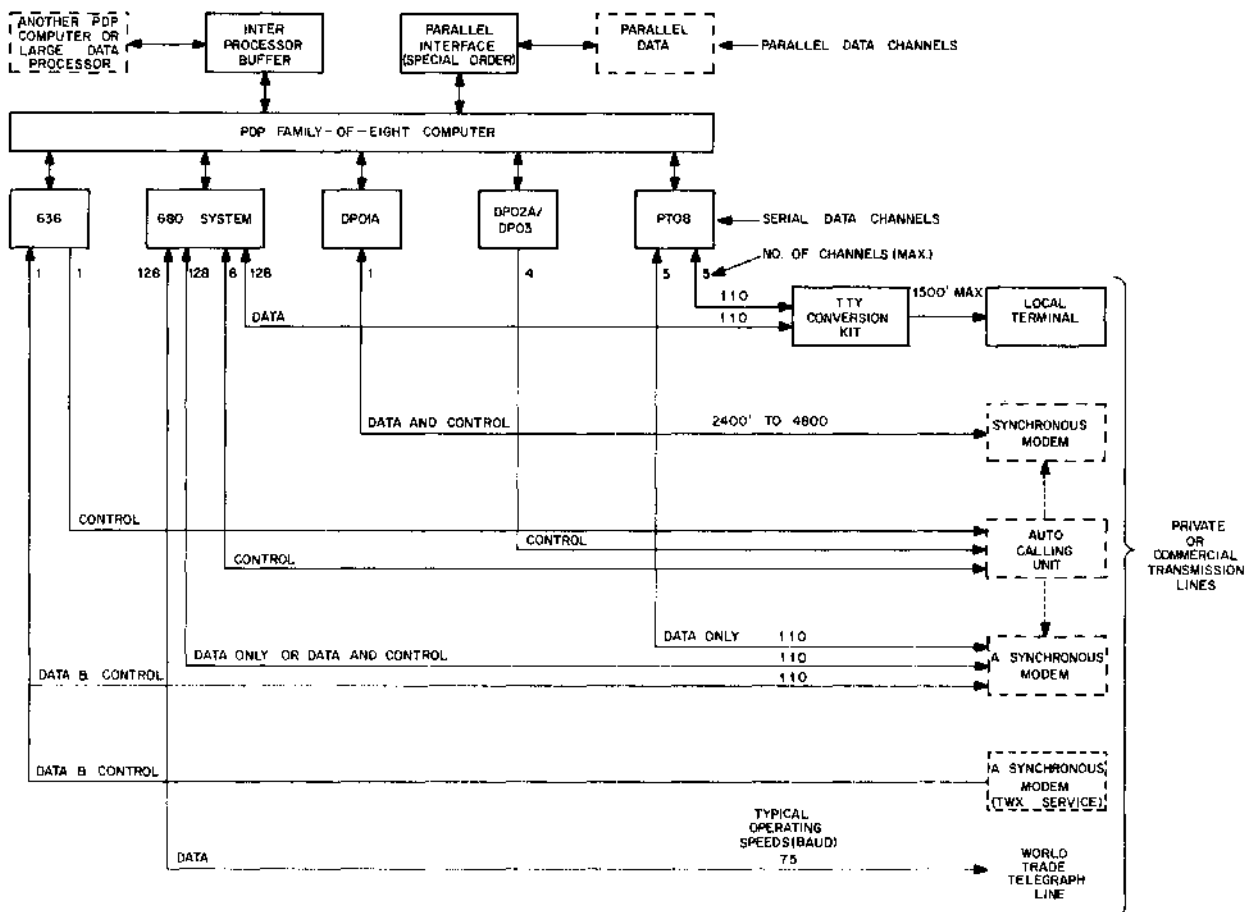 ANOTHER PDP
COMPUTER OR
LARGE DATA
PROCESSOR
INTER
PROCESSOR
BUFFER
PARALLEL
INTERFACE
(SPECIAL ORDER)
PARALLEL
DATA
PARALLEL DATA CHANNELS
PDP FAMILY-OF-EIGHT COMPUTER
636
680 SYSTEM
DP01A
DP02A/
DP03
PT08
SERIAL DATA CHANNELS
1
1
128
128
8
128
1
4
5
5
NO. OF CHANNELS (MAX.)
110
DATA
110
TTY
CONVERSION
KIT
1500' MAX
LOCAL
TERMINAL
DATA AND CONTROL
2400' TO 4800
SYNCHRONOUS
MODEM
CONTROL
CONTROL
CONTROL
AUTO
CALLING
UNIT
PRIVATE
OR
COMMERCIAL
TRANSMISSION
LINES
DATA ONLY
110
DATA ONLY OR DATA AND CONTROL
110
DATA & CONTROL
110
A SYNCHRONOUS
MODEM
DATA & CONTROL
A SYNCHRONOUS
MODEM
(TWX SERVICE)
TYPICAL
OPERATING
SPEEDS (BAUD)
DATA
75
WORLD
TRADE
TELEGRAPH
LINE